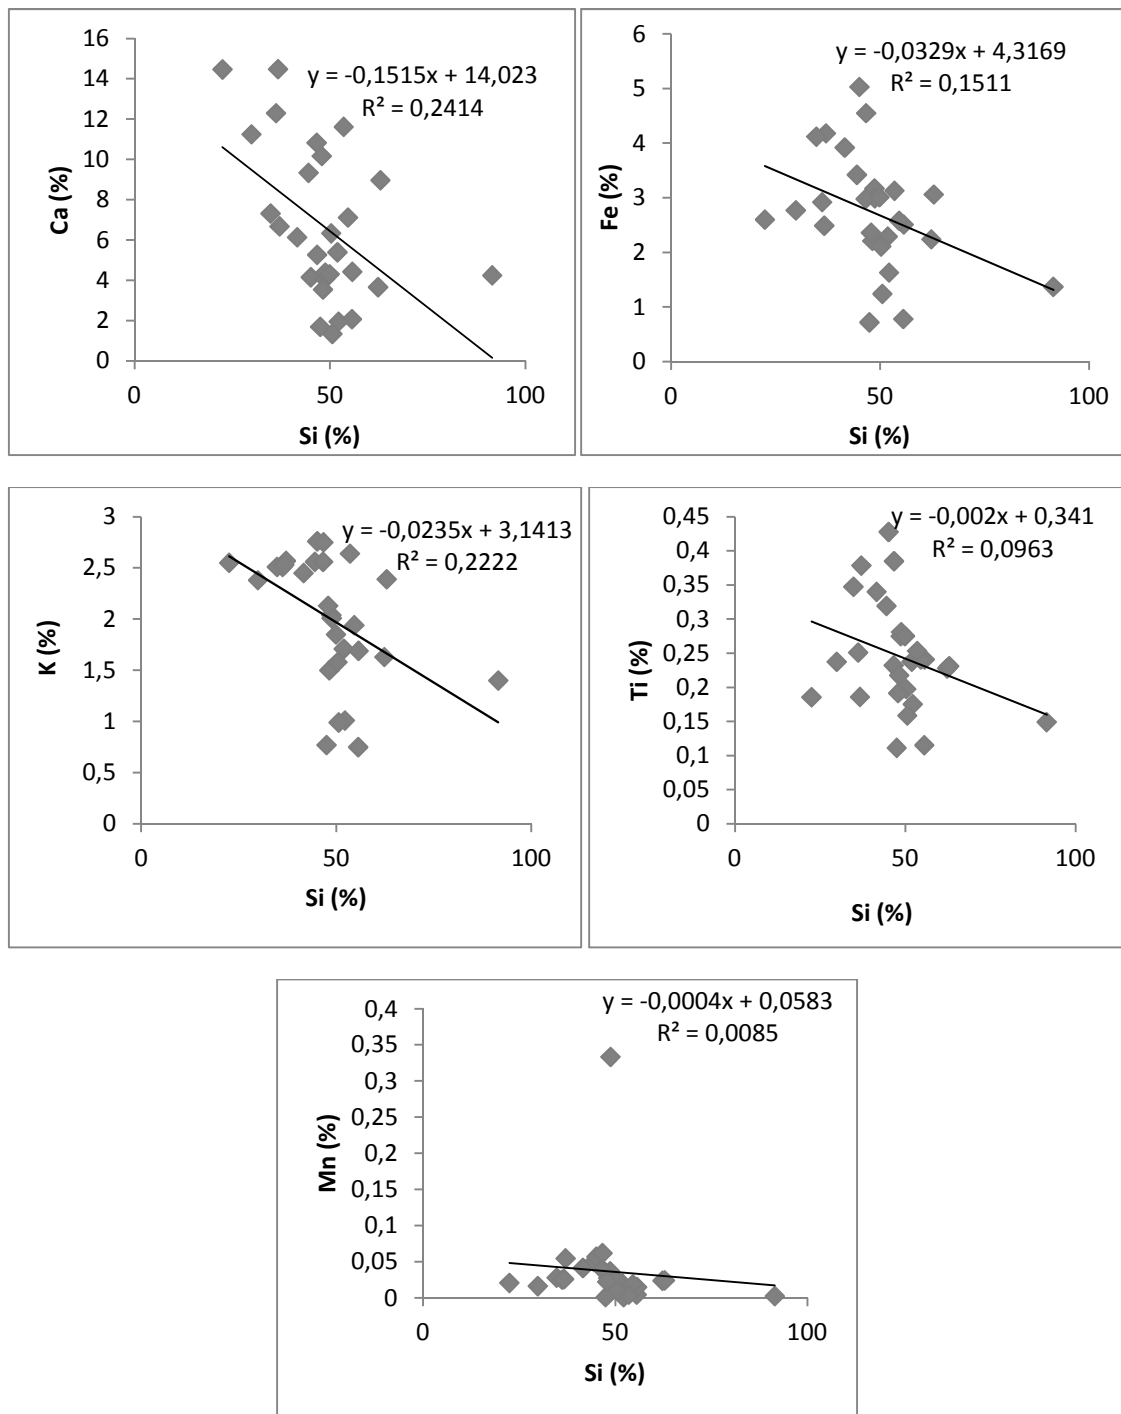 y = -0,1515x + 14,023
R² = 0,2414
Ca (%)
16
14
12
10
8
6
4
2
0
0 50 100
Si (%)
y = -0,0329x + 4,3169
R² = 0,1511
Fe (%)
6
5
4
3
2
1
0
0 50 100
Si (%)
y = -0,0235x + 3,1413
R² = 0,2222
K (%)
3
2,5
2
1,5
1
0,5
0
0 50 100
Si (%)
y = -0,002x + 0,341
R² = 0,0963
Ti (%)
0,45
0,4
0,35
0,3
0,25
0,2
0,15
0,1
0,05
0
0 50 100
Si (%)
y = -0,0004x + 0,0583
R² = 0,0085
Mn (%)
0,4
0,35
0,3
0,25
0,2
0,15
0,1
0,05
0
0 50 100
Si (%)